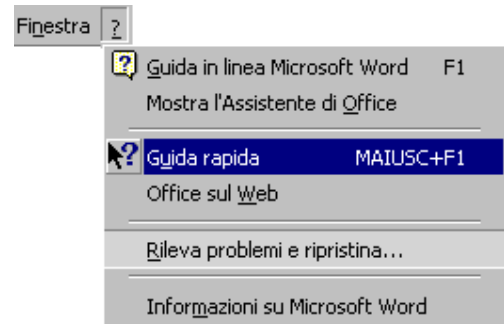 Finestra ?
Guida in linea Microsoft Word F1
Mostra l'Assistente di Office
Guida rapida MAIUSC+F1
Office sul Web
Rileva problemi e ripristina...
Informazioni su Microsoft Word